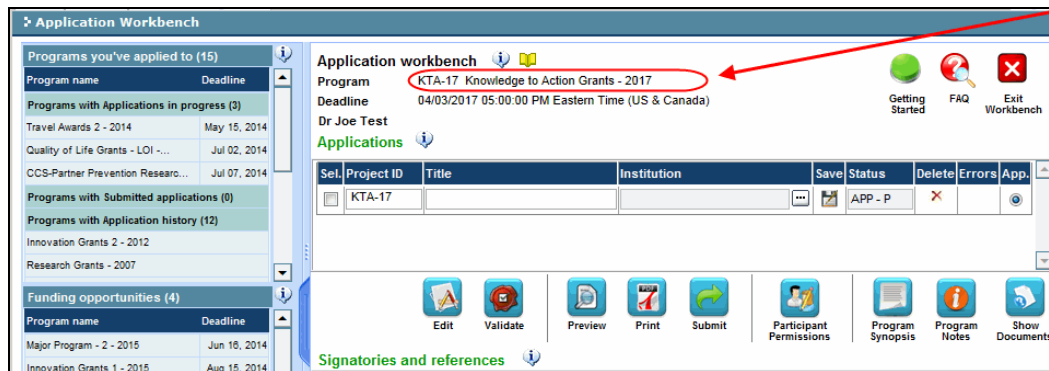 Application Workbench
Programs you've applied to (15)
Program name Deadline
Programs with Applications in progress (3)
Travel Awards 2 - 2014 May 15, 2014
Quality of Life Grants - LOI -... Jul 02, 2014
CCS-Partner Prevention Researc... Jul 07, 2014
Programs with Submitted applications (0)
Programs with Application history (12)
Innovation Grants 2 - 2012
Research Grants - 2007
Funding opportunities (4)
Program name Deadline
Major Program - 2 - 2015 Jun 16, 2014
Innovation Grants 1 - 2015 Aug 15, 2014
Application workbench
Program KTA-17 Knowledge to Action Grants - 2017
Deadline 04/03/2017 05:00:00 PM Eastern Time (US & Canada)
Dr Joe Test
Getting Started
FAQ
Exit Workbench
Applications
Sel. Project ID Title Institution Save Status Delete Errors App.
KTA-17 ... APP - P
Edit Validate Preview Print Submit Participant Permissions Program Synopsis Program Notes Show Documents
Signatories and references